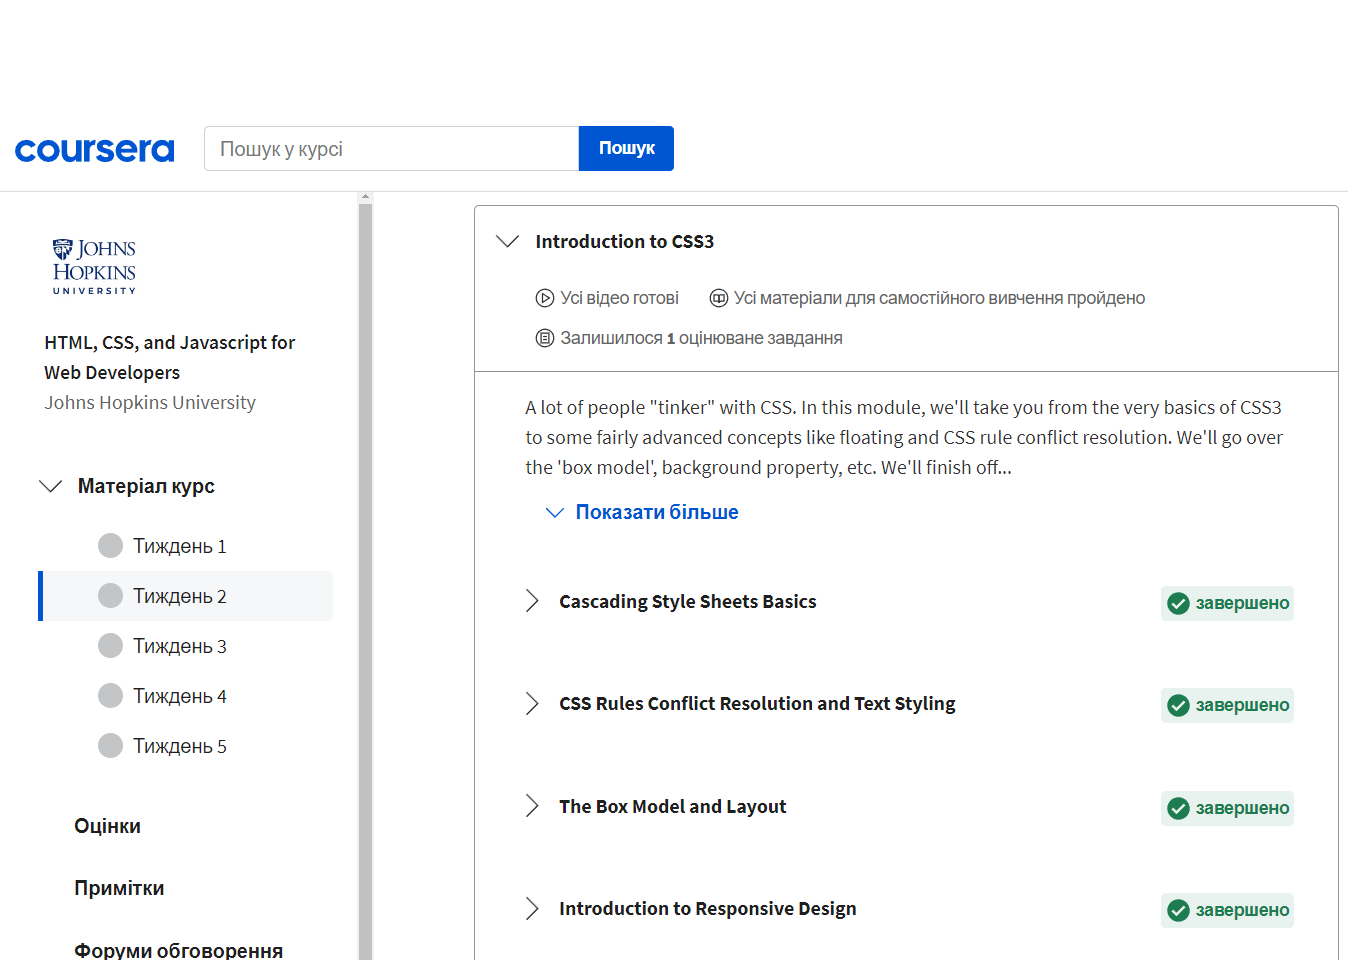 coursera
Пошук у курсі
Пошук
JOHNS
HOPKINS
UNIVERSITY
HTML, CSS, and Javascript for
Web Developers
Johns Hopkins University
Матеріал курс
Тиждень 1
Тиждень 2
Тиждень 3
Тиждень 4
Тиждень 5
Оцінки
Примітки
Форуми обговорення
Introduction to CSS3
Усі відео готові
Усі матеріали для самостійного вивчення пройдено
Залишилося 1 оцінюване завдання
A lot of people "tinker" with CSS. In this module, we'll take you from the very basics of CSS3
to some fairly advanced concepts like floating and CSS rule conflict resolution. We'll go over
the 'box model', background property, etc. We'll finish off...
Показати більше
Cascading Style Sheets Basics
завершено
CSS Rules Conflict Resolution and Text Styling
завершено
The Box Model and Layout
завершено
Introduction to Responsive Design
завершено